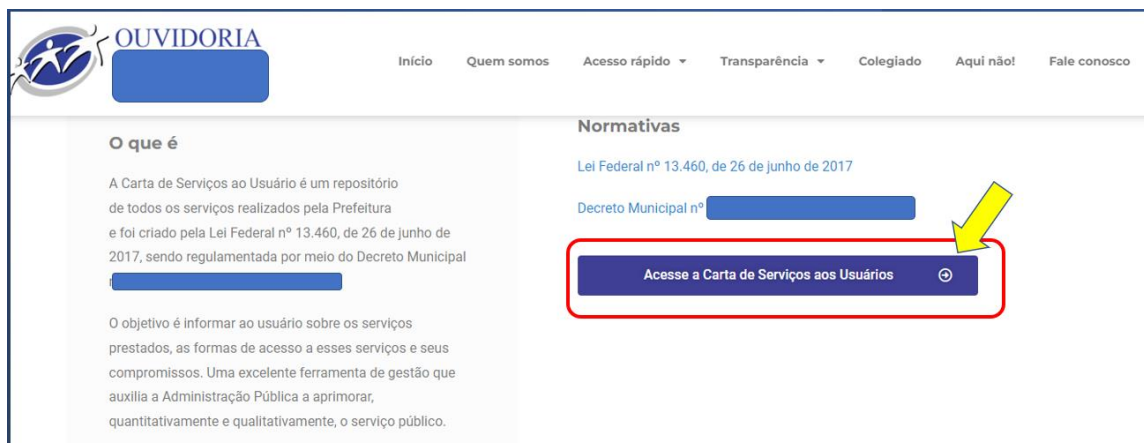 OUVIDORIA
Início Quem somos Acesso rápido Transparência Colegiado Aqui não! Fale conosco
O que é
A Carta de Serviços ao Usuário é um repositório
de todos os serviços realizados pela Prefeitura
e foi criado pela Lei Federal nº 13.460, de 26 de junho de
2017, sendo regulamentada por meio do Decreto Municipal
O objetivo é informar ao usuário sobre os serviços
prestados, as formas de acesso a esses serviços e seus
compromissos. Uma excelente ferramenta de gestão que
auxilia a Administração Pública a aprimorar,
quantitativamente e qualitativamente, o serviço público.
Normativas
Lei Federal nº 13.460, de 26 de junho de 2017
Decreto Municipal nº
Acesse a Carta de Serviços aos Usuários